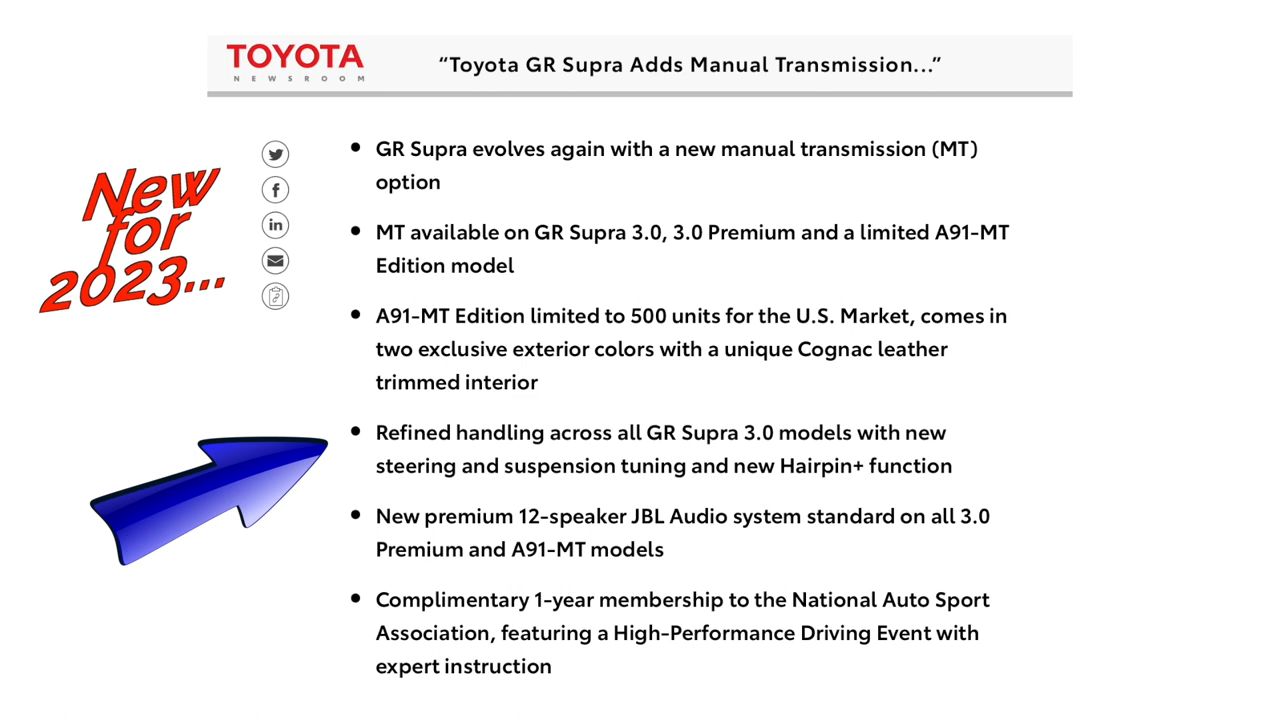 TOYOTA
NEWSROOM
“Toyota GR Supra Adds Manual Transmission...”
New
for
2023...
• GR Supra evolves again with a new manual transmission (MT)
option
• MT available on GR Supra 3.0, 3.0 Premium and a limited A91-MT
Edition model
• A91-MT Edition limited to 500 units for the U.S. Market, comes in
two exclusive exterior colors with a unique Cognac leather
trimmed interior
• Refined handling across all GR Supra 3.0 models with new
steering and suspension tuning and new Hairpin+ function
• New premium 12-speaker JBL Audio system standard on all 3.0
Premium and A91-MT models
• Complimentary 1-year membership to the National Auto Sport
Association, featuring a High-Performance Driving Event with
expert instruction